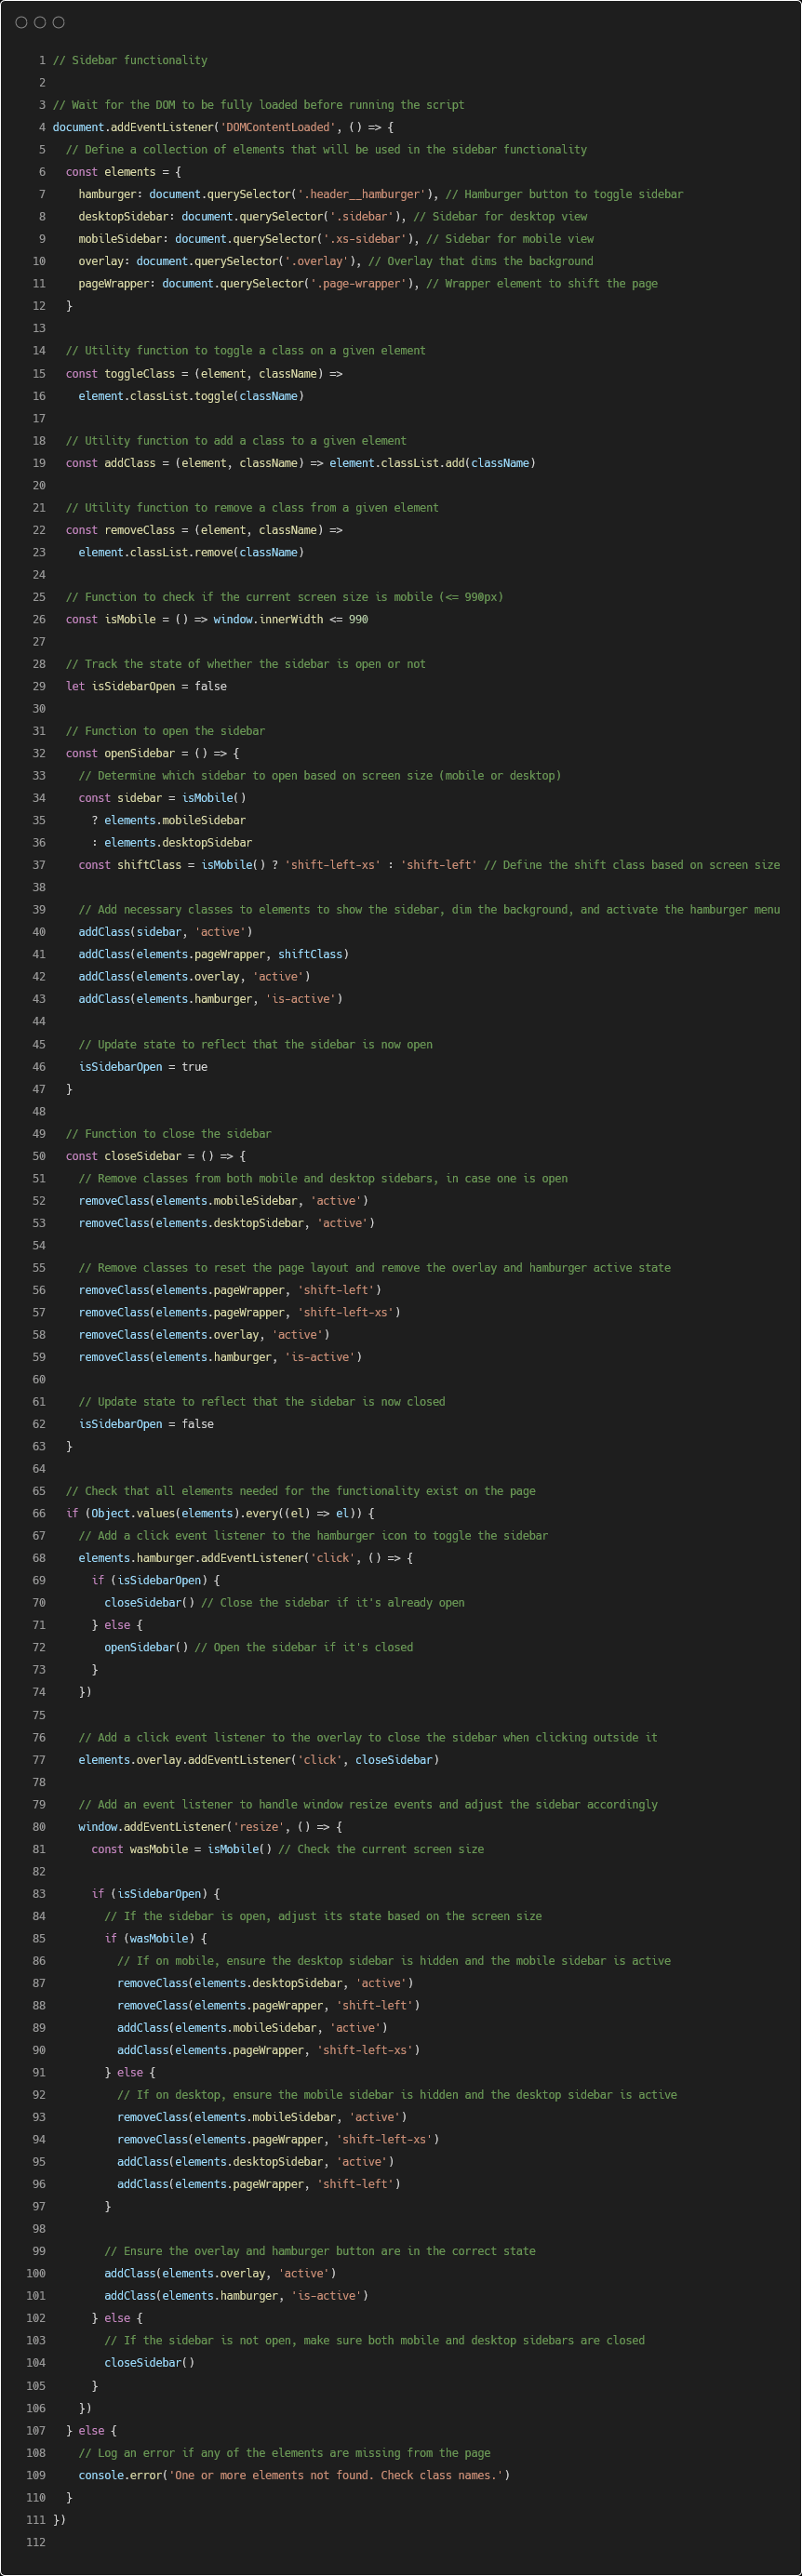 1 // Sidebar functionality
2
3 // Wait for the DOM to be fully loaded before running the script
4 document.addEventListener('DOMContentLoaded', () => {
5   // Define a collection of elements that will be used in the sidebar functionality
6   const elements = {
7     hamburger: document.querySelector('.header__hamburger'), // Hamburger button to toggle sidebar
8     desktopSidebar: document.querySelector('.sidebar'), // Sidebar for desktop view
9     mobileSidebar: document.querySelector('.xs-sidebar'), // Sidebar for mobile view
10     overlay: document.querySelector('.overlay'), // Overlay that dims the background
11     pageWrapper: document.querySelector('.page-wrapper'), // Wrapper element to shift the page
12   }
13
14   // Utility function to toggle a class on a given element
15   const toggleClass = (element, className) =>
16     element.classList.toggle(className)
17
18   // Utility function to add a class to a given element
19   const addClass = (element, className) => element.classList.add(className)
20
21   // Utility function to remove a class from a given element
22   const removeClass = (element, className) =>
23     element.classList.remove(className)
24
25   // Function to check if the current screen size is mobile (<= 990px)
26   const isMobile = () => window.innerWidth <= 990
27
28   // Track the state of whether the sidebar is open or not
29   let isSidebarOpen = false
30
31   // Function to open the sidebar
32   const openSidebar = () => {
33     // Determine which sidebar to open based on screen size (mobile or desktop)
34     const sidebar = isMobile()
35       ? elements.mobileSidebar
36       : elements.desktopSidebar
37     const shiftClass = isMobile() ? 'shift-left-xs' : 'shift-left' // Define the shift class based on screen size
38
39     // Add necessary classes to elements to show the sidebar, dim the background, and activate the hamburger menu
40     addClass(sidebar, 'active')
41     addClass(elements.pageWrapper, shiftClass)
42     addClass(elements.overlay, 'active')
43     addClass(elements.hamburger, 'is-active')
44
45     // Update state to reflect that the sidebar is now open
46     isSidebarOpen = true
47   }
48
49   // Function to close the sidebar
50   const closeSidebar = () => {
51     // Remove classes from both mobile and desktop sidebars, in case one is open
52     removeClass(elements.mobileSidebar, 'active')
53     removeClass(elements.desktopSidebar, 'active')
54
55     // Remove classes to reset the page layout and remove the overlay and hamburger active state
56     removeClass(elements.pageWrapper, 'shift-left')
57     removeClass(elements.pageWrapper, 'shift-left-xs')
58     removeClass(elements.overlay, 'active')
59     removeClass(elements.hamburger, 'is-active')
60
61     // Update state to reflect that the sidebar is now closed
62     isSidebarOpen = false
63   }
64
65   // Check that all elements needed for the functionality exist on the page
66   if (Object.values(elements).every((el) => el)) {
67     // Add a click event listener to the hamburger icon to toggle the sidebar
68     elements.hamburger.addEventListener('click', () => {
69       if (isSidebarOpen) {
70         closeSidebar() // Close the sidebar if it's already open
71       } else {
72         openSidebar() // Open the sidebar if it's closed
73       }
74     })
75
76     // Add a click event listener to the overlay to close the sidebar when clicking outside it
77     elements.overlay.addEventListener('click', closeSidebar)
78
79     // Add an event listener to handle window resize events and adjust the sidebar accordingly
80     window.addEventListener('resize', () => {
81       const wasMobile = isMobile() // Check the current screen size
82
83       if (isSidebarOpen) {
84         // If the sidebar is open, adjust its state based on the screen size
85         if (wasMobile) {
86           // If on mobile, ensure the desktop sidebar is hidden and the mobile sidebar is active
87           removeClass(elements.desktopSidebar, 'active')
88           removeClass(elements.pageWrapper, 'shift-left')
89           addClass(elements.mobileSidebar, 'active')
90           addClass(elements.pageWrapper, 'shift-left-xs')
91         } else {
92           // If on desktop, ensure the mobile sidebar is hidden and the desktop sidebar is active
93           removeClass(elements.mobileSidebar, 'active')
94           removeClass(elements.pageWrapper, 'shift-left-xs')
95           addClass(elements.desktopSidebar, 'active')
96           addClass(elements.pageWrapper, 'shift-left')
97         }
98
99         // Ensure the overlay and hamburger button are in the correct state
100         addClass(elements.overlay, 'active')
101         addClass(elements.hamburger, 'is-active')
102       } else {
103         // If the sidebar is not open, make sure both mobile and desktop sidebars are closed
104         closeSidebar()
105       }
106     })
107   } else {
108     // Log an error if any of the elements are missing from the page
109     console.error('One or more elements not found. Check class names.')
110   }
111 })
112